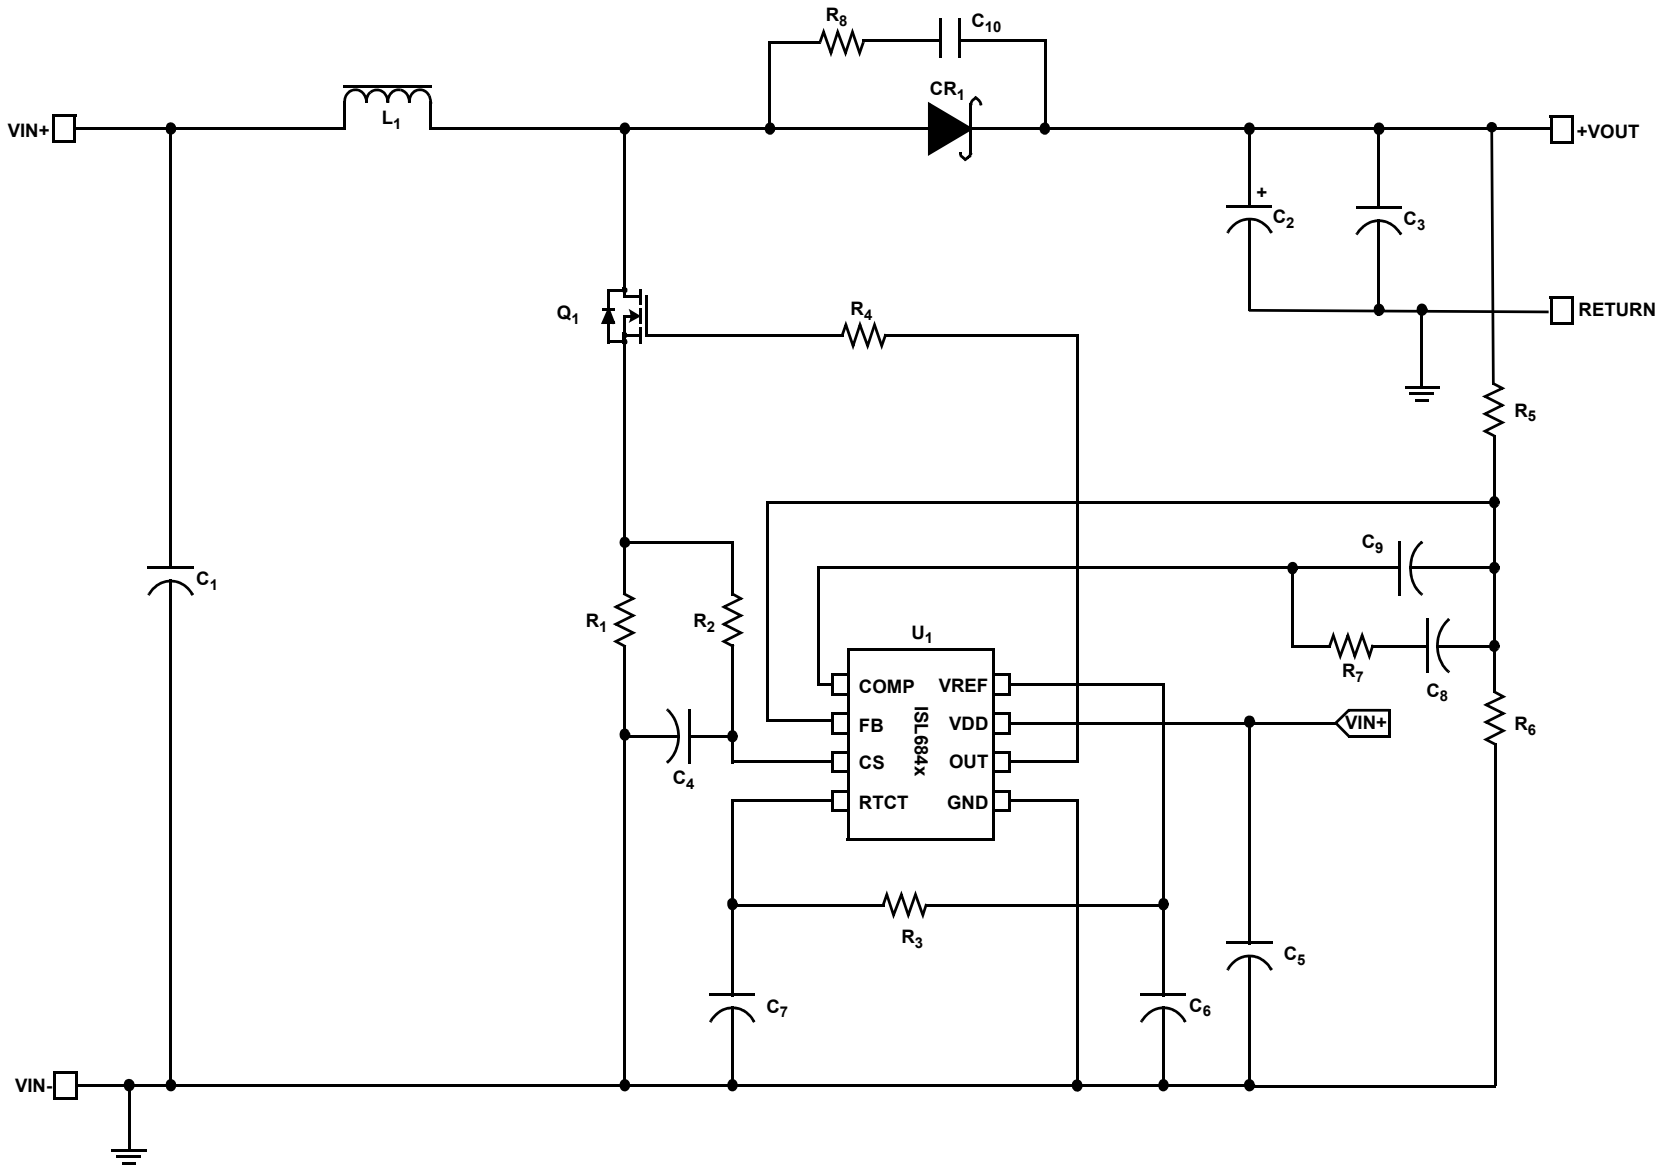 R8
C10
CR1
VIN+
L1
+VOUT
+
C2
C3
Q1
R4
RETURN
R5
C9
C1
R1
R2
U1
R7
C8
COMP
VREF
FB
VDD
VIN+
R6
CS
OUT
C4
RTCT
GND
ISL684x
R3
C5
C7
C6
VIN-